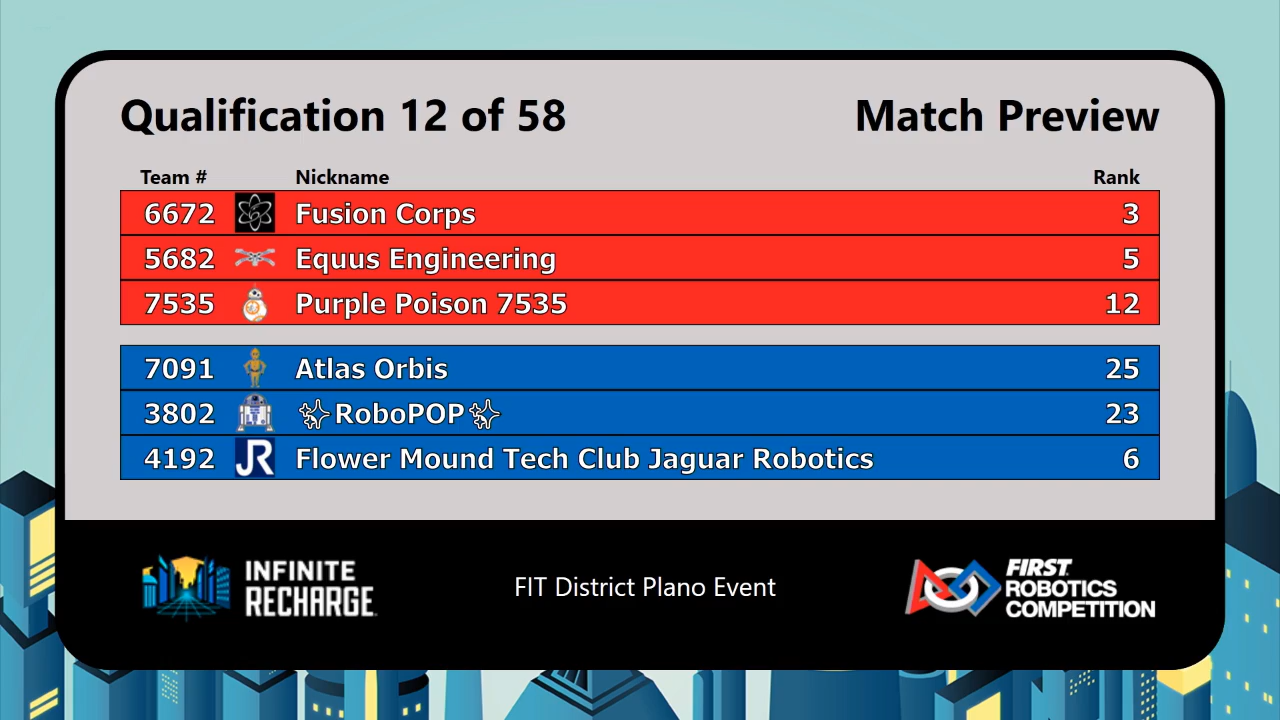 Qualification 12 of 58 Match Preview
Team # Nickname Rank
6672 Fusion Corps 3
5682 Equus Engineering 5
7535 Purple Poison 7535 12
7091 Atlas Orbis 25
3802 ✨RoboPOP✨ 23
4192 JR Flower Mound Tech Club Jaguar Robotics 6
INFINITE
RECHARGE
FIT District Plano Event
FIRST
ROBOTICS
COMPETITION